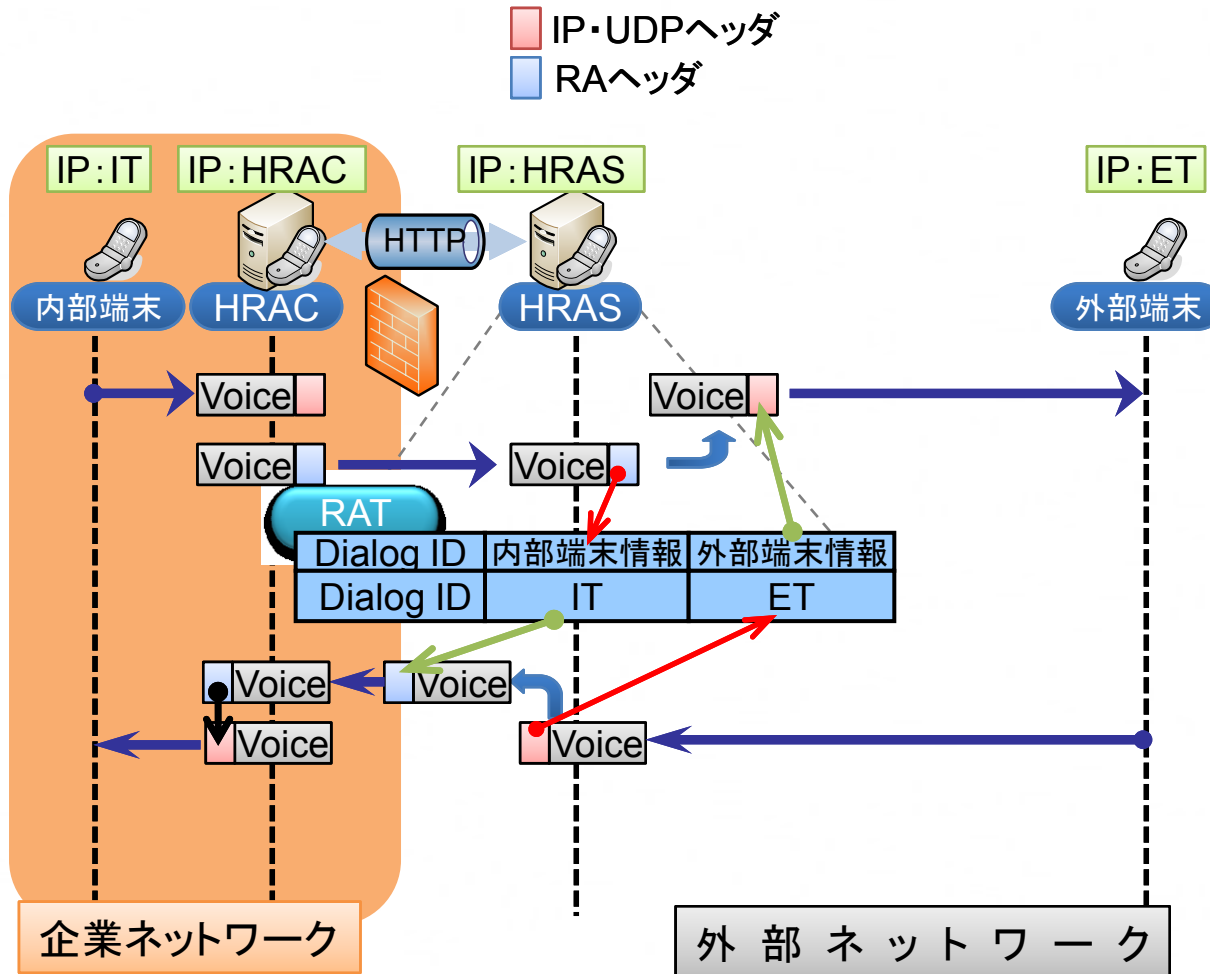 IP・UDPヘッダ
RAヘッダ
IP:IT
IP:HRAC
IP:HRAS
IP:ET
HTTP
内部端末
HRAC
HRAS
外部端末
Voice
Voice
Voice
Voice
RAT
Dialog ID
内部端末情報
外部端末情報
Dialog ID
IT
ET
Voice
Voice
Voice
Voice
企業ネットワーク
外部ネットワーク